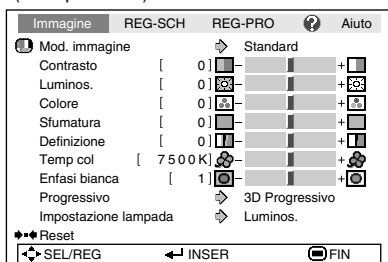 Immagine REG-SCH REG-PRO ? Aiuto
Mod. immagine Standard
Contrasto [ 0] - +
Luminos. [ 0] - +
Colore [ 0] - +
Sfumatura [ 0] - +
Definizione [ 0] - +
Temp col [ 7500K] - +
Enfasi bianca [ 1] - +
Progressivo 3D Progressivo
Impostazione lampada Luminos.
Reset
SEL/REG INSER FIN